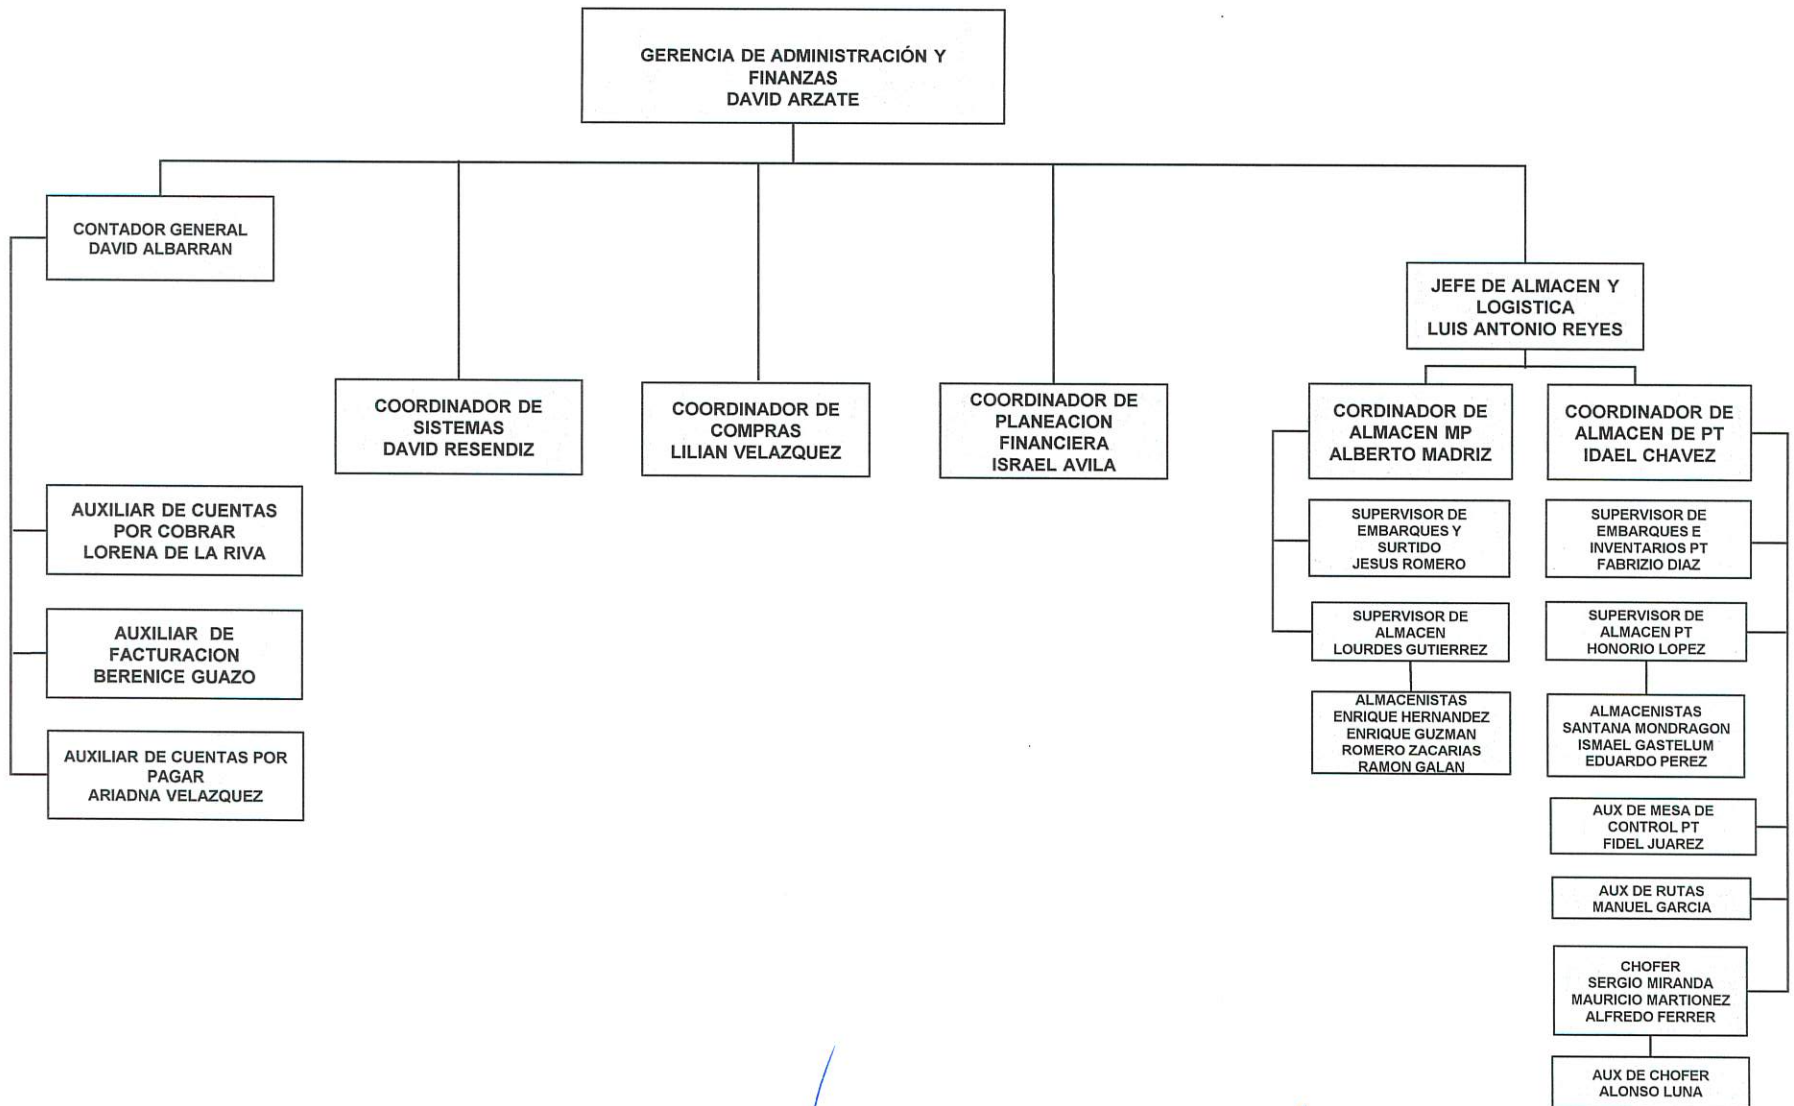 GERENCIA DE ADMINISTRACIÓN Y
FINANZAS
DAVID ARZATE
CONTADOR GENERAL
DAVID ALBARRAN
JEFE DE ALMACEN Y
LOGISTICA
LUIS ANTONIO REYES
COORDINADOR DE
SISTEMAS
DAVID RESENDIZ
COORDINADOR DE
COMPRAS
LILIAN VELAZQUEZ
COORDINADOR DE
PLANEACION
FINANCIERA
ISRAEL AVILA
CORDINADOR DE
ALMACEN MP
ALBERTO MADRIZ
COORDINADOR DE
ALMACEN DE PT
IDAEL CHAVEZ
AUXILIAR DE CUENTAS
POR COBRAR
LORENA DE LA RIVA
AUXILIAR DE
FACTURACION
BERENICE GUAZO
AUXILIAR DE CUENTAS POR
PAGAR
ARIADNA VELAZQUEZ
SUPERVISOR DE
EMBARQUES Y
SURTIDO
JESUS ROMERO
SUPERVISOR DE
ALMACEN
LOURDES GUTIERREZ
ALMACENISTAS
ENRIQUE HERNANDEZ
ENRIQUE GUZMAN
ROMERO ZACARIAS
RAMON GALAN
SUPERVISOR DE
EMBARQUES E
INVENTARIOS PT
FABRIZIO DIAZ
SUPERVISOR DE
ALMACEN PT
HONORIO LOPEZ
ALMACENISTAS
SANTANA MONDRAGON
ISMAEL GASTELUM
EDUARDO PEREZ
AUX DE MESA DE
CONTROL PT
FIDEL JUAREZ
AUX DE RUTAS
MANUEL GARCIA
CHOFER
SERGIO MIRANDA
MAURICIO MARTIONEZ
ALFREDO FERRER
AUX DE CHOFER
ALONSO LUNA